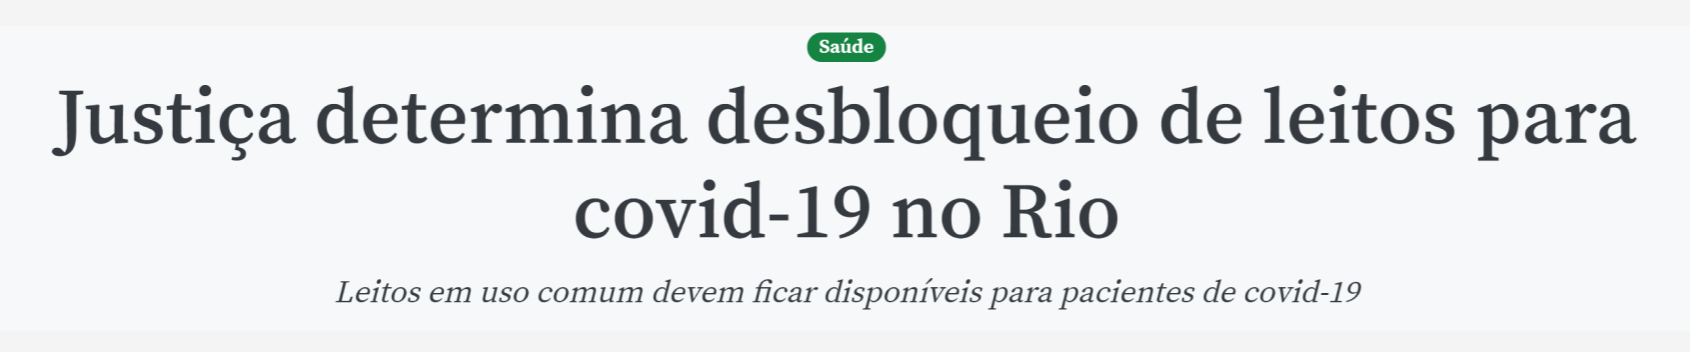 Saúde
Justiça determina desbloqueio de leitos para
covid-19 no Rio
Leitos em uso comum devem ficar disponíveis para pacientes de covid-19